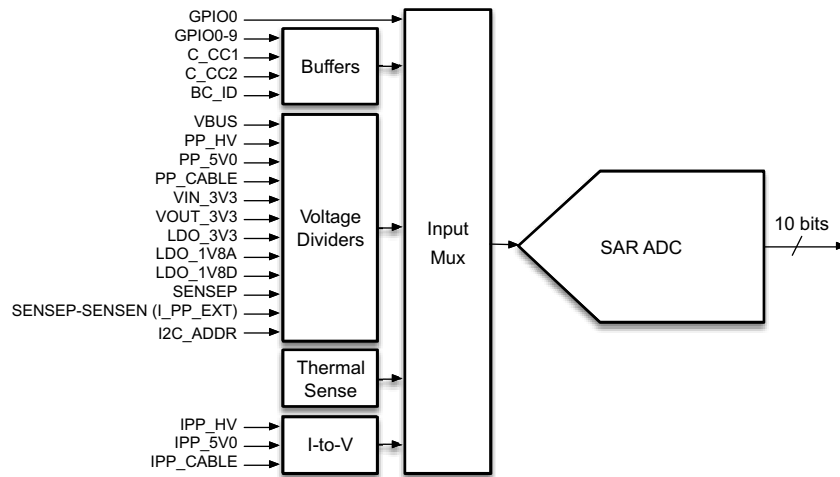 GPIO0
GPIO0-9
C_CC1
C_CC2
BC_ID
Buffers
VBUS
PP_HV
PP_5V0
PP_CABLE
VIN_3V3
VOUT_3V3
LDO_3V3
LDO_1V8A
LDO_1V8D
SENSEP
SENSEP-SENSEN (I_PP_EXT)
I2C_ADDR
Voltage
Dividers
Thermal
Sense
IPP_HV
IPP_5V0
IPP_CABLE
I-to-V
Input
Mux
SAR ADC
10 bits